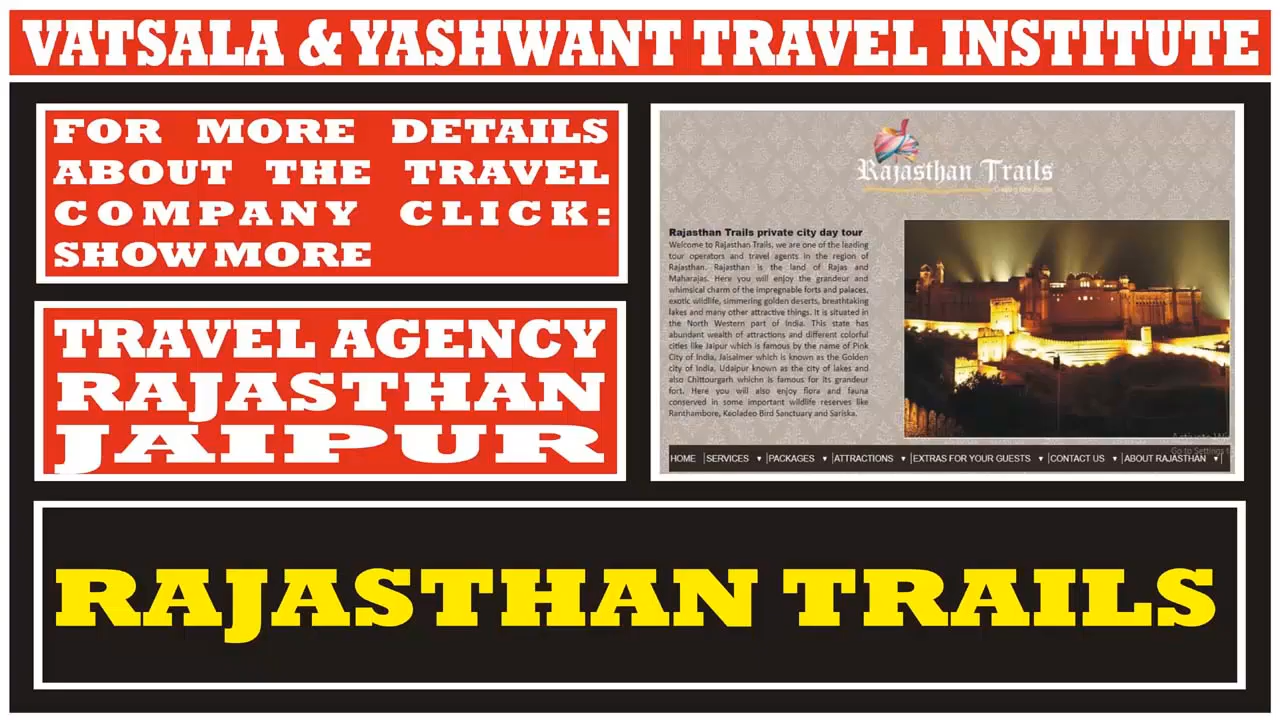 VATSALA & YASHWANT TRAVEL INSTITUTE
FOR MORE DETAILS
ABOUT THE TRAVEL
COMPANY CLICK:
SHOW MORE
TRAVEL AGENCY
RAJASTHAN
JAIPUR
Rajasthan Trails
Rajasthan Trails private city day tour
Welcome to Rajasthan Trails, we are one of the leading
tour operators and travel agents in the region of
Rajasthan. Rajasthan is the land of Rajas and
Maharajas. Here you will enjoy the grandeur and
whimsical charm of the impregnable forts and palaces,
exotic wildlife, simmering golden deserts, breathtaking
lakes and many other attractive things. It is situated in
the North Western part of India. This state has
abundant wealth of attractions and different colorful
cities like Jaipur which is famous by the name of Pink
City of India, Jaisalmer which is known as the Golden
city of India, Udaipur known as the city of lakes and
also Chittourgarh whichn is famous for its grandeur
fort. Here you will also enjoy flora and fauna
conserved in some important wildlife reserves like
Ranthambore, Keoladeo Bird Sanctuary and Sariska.
HOME SERVICES PACKAGES ATTRACTIONS EXTRAS FOR YOUR GUESTS CONTACT US ABOUT RAJASTHAN
RAJASTHAN TRAILS